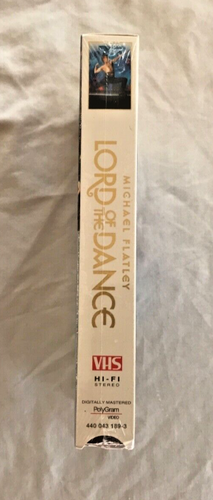 MICHAEL FLATLEY
LORD OF THE DANCE
VHS
HI-FI
STEREO
DIGITALLY MASTERED
PolyGram
VIDEO
440 043 189-3